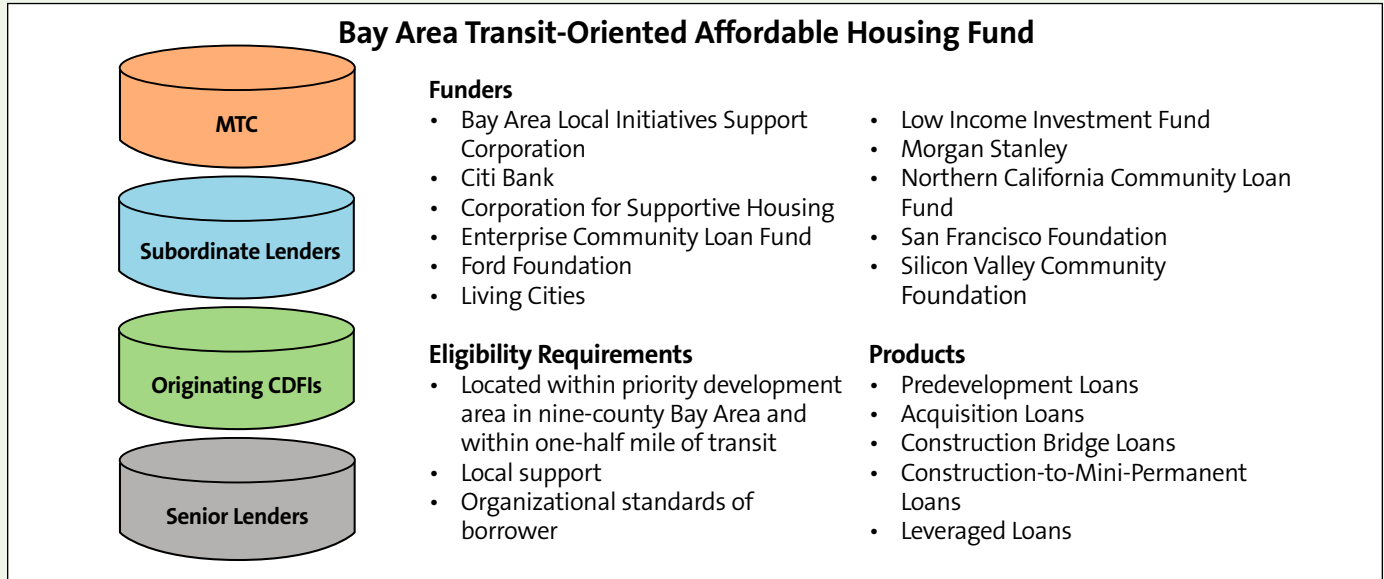 Bay Area Transit-Oriented Affordable Housing Fund
MTC
Subordinate Lenders
Originating CDFIs
Senior Lenders
Funders
• Bay Area Local Initiatives Support
Corporation
• Citi Bank
• Corporation for Supportive Housing
• Enterprise Community Loan Fund
• Ford Foundation
• Living Cities
• Low Income Investment Fund
• Morgan Stanley
• Northern California Community Loan
Fund
• San Francisco Foundation
• Silicon Valley Community
Foundation
Eligibility Requirements
• Located within priority development
area in nine-county Bay Area and
within one-half mile of transit
• Local support
• Organizational standards of
borrower
Products
• Predevelopment Loans
• Acquisition Loans
• Construction Bridge Loans
• Construction-to-Mini-Permanent
Loans
• Leveraged Loans